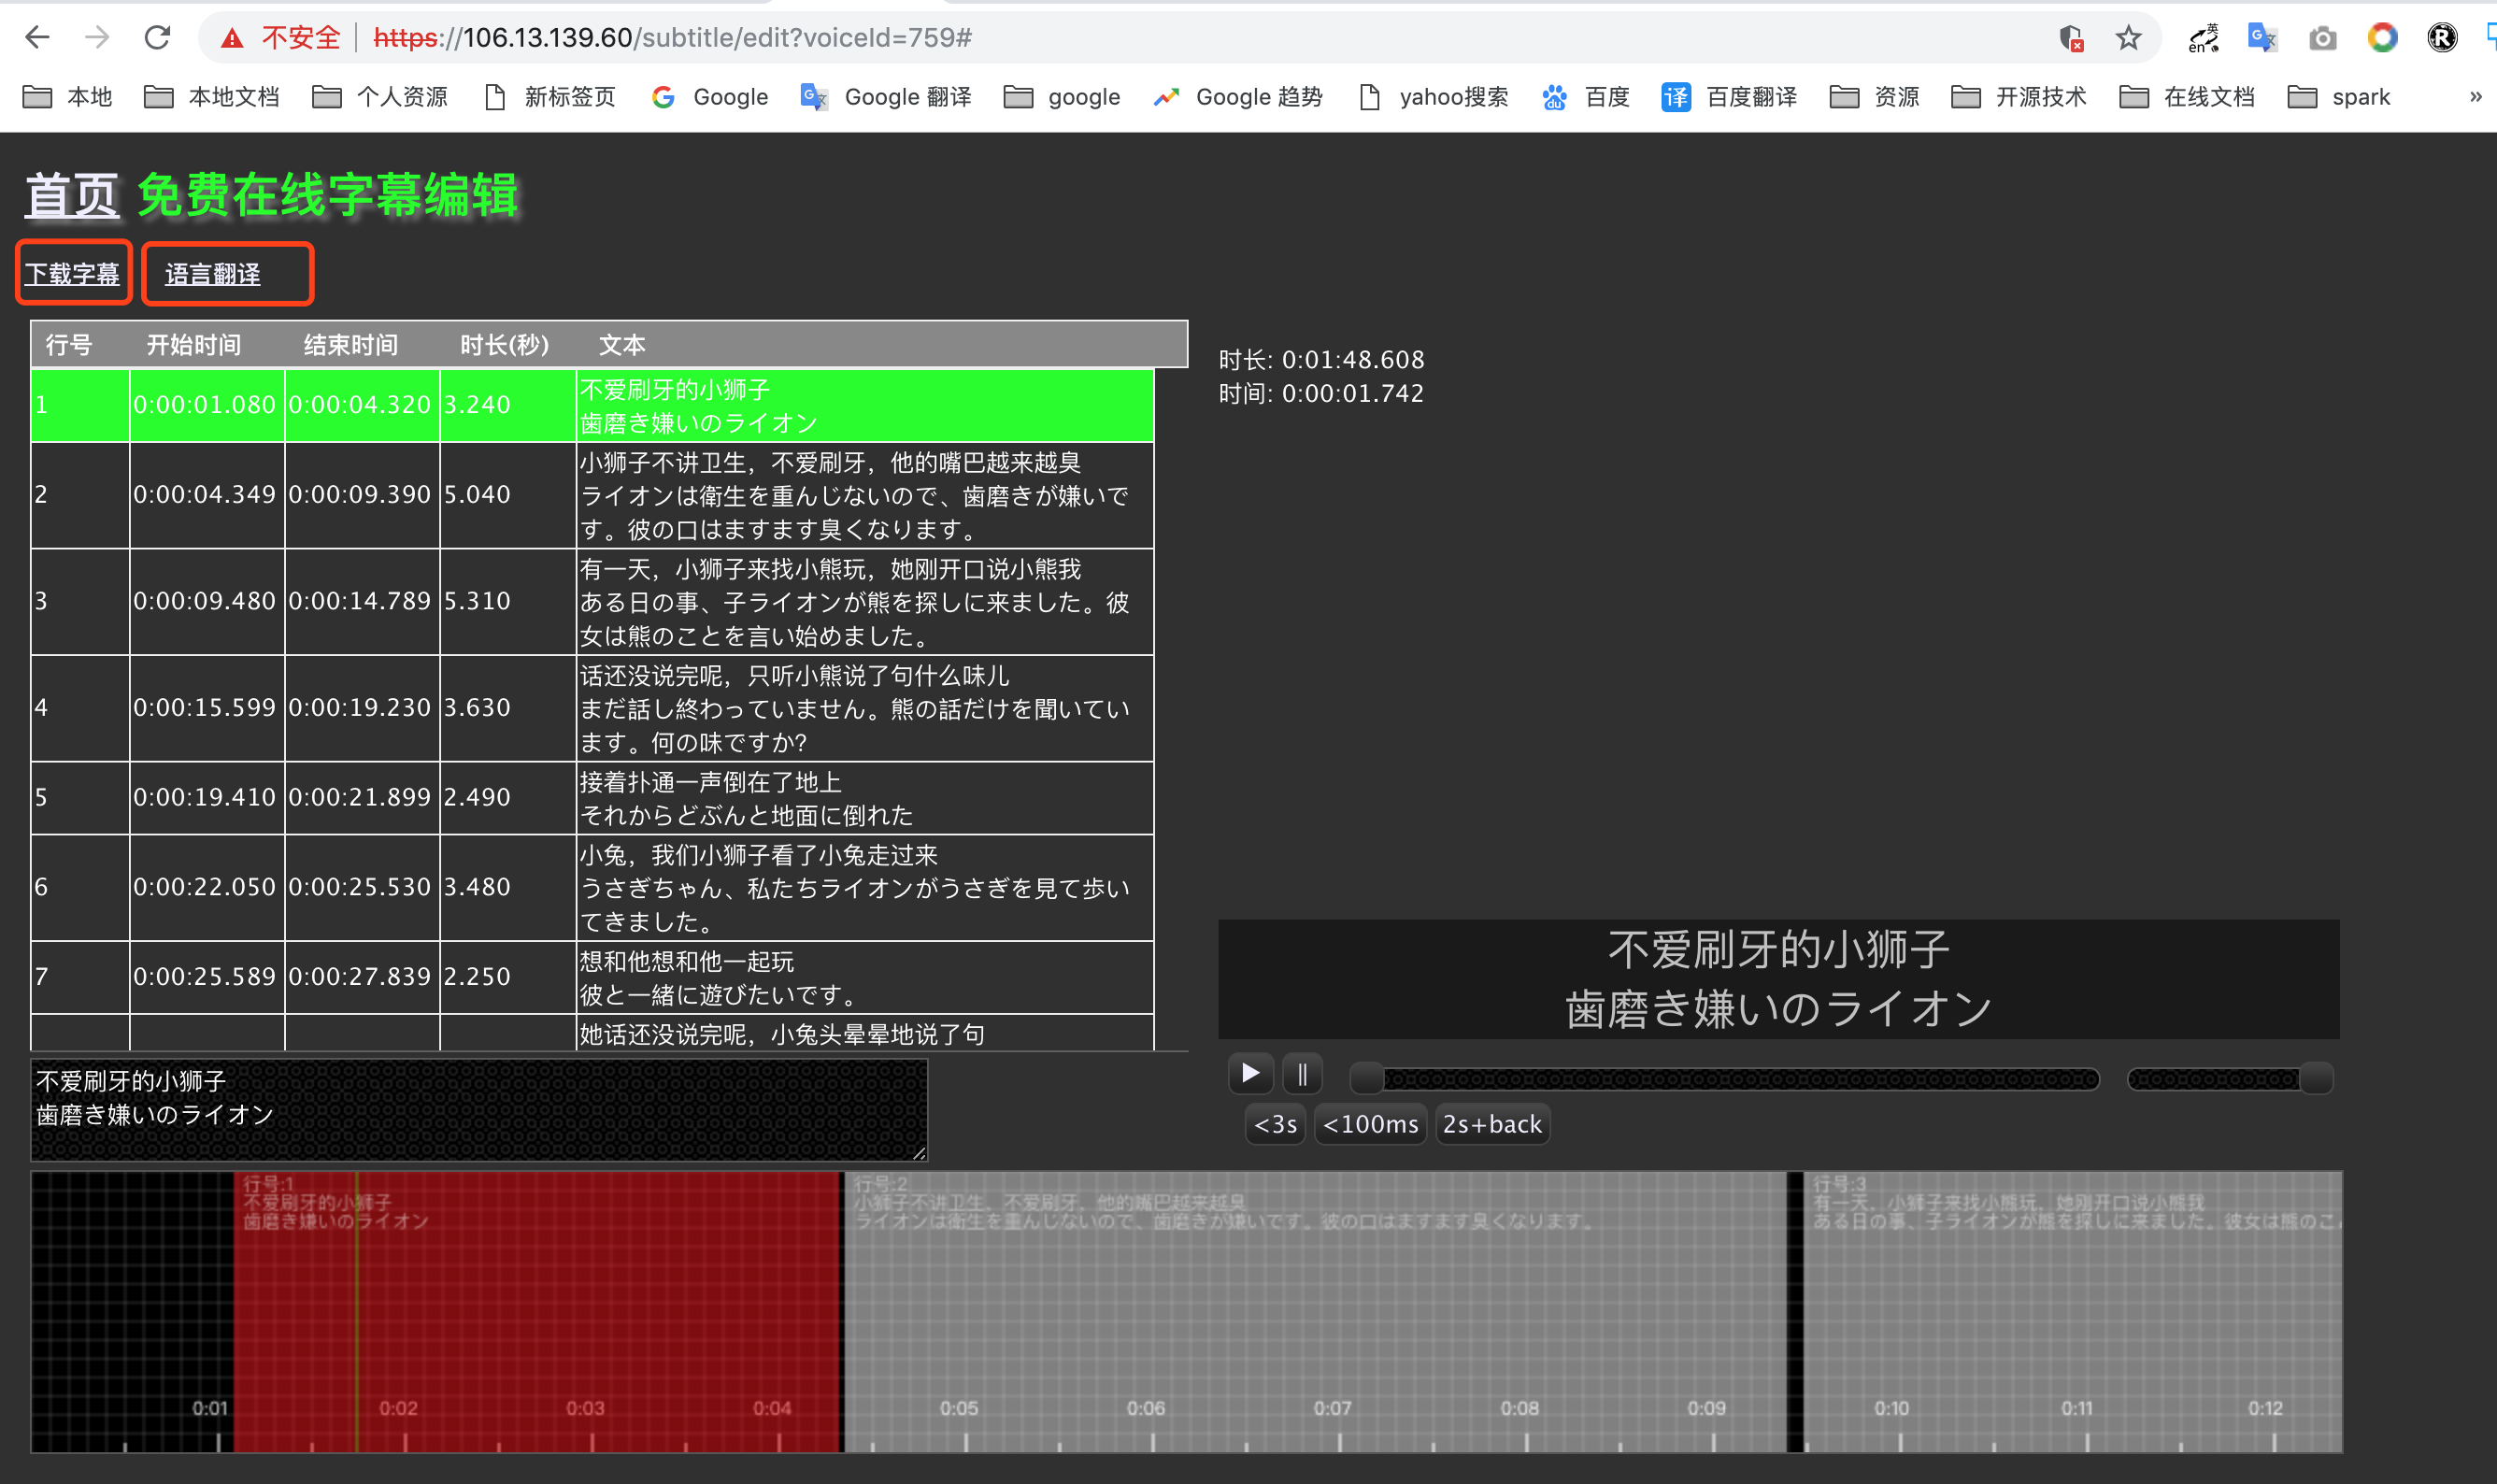 不安全 https://106.13.139.60/subtitle/edit?voiceId=759#
本地 本地文档 个人资源 新标签页 Google Google 翻译 google Google 趋势 yahoo搜索 百度 百度翻译 资源 开源技术 在线文档 spark »
首页 免费在线字幕编辑
下载字幕 语言翻译
行号 开始时间 结束时间 时长(秒) 文本
1 0:00:01.080 0:00:04.320 3.240 不爱刷牙的小狮子
歯磨き嫌いのライオン
2 0:00:04.349 0:00:09.390 5.040 小狮子不讲卫生，不爱刷牙，他的嘴巴越来越臭
ライオンは衛生を重んじないので、歯磨きが嫌いで
す。彼の口はますます臭くなります。
3 0:00:09.480 0:00:14.789 5.310 有一天，小狮子来找小熊玩，她刚开口说小熊我
ある日の事、子ライオンが熊を探しに来ました。彼
女は熊のことを言い始めました。
4 0:00:15.599 0:00:19.230 3.630 话还没说完呢，只听小熊说了句什么味儿
まだ話し終わっていません。熊の話だけを聞いてい
ます。何の味ですか?
5 0:00:19.410 0:00:21.899 2.490 接着扑通一声倒在了地上
それからどぶんと地面に倒れた
6 0:00:22.050 0:00:25.530 3.480 小兔，我们小狮子看了小兔走过来
うさぎちゃん、私たちライオンがうさぎを見て歩い
てきました。
7 0:00:25.589 0:00:27.839 2.250 想和他想和他一起玩
彼と一緒に遊びたいです。
她话还没说完呢，小兔头晕晕地说了句
时长: 0:01:48.608
时间: 0:00:01.742
不爱刷牙的小狮子
歯磨き嫌いのライオン
<3s <100ms 2s+back
不爱刷牙的小狮子
歯磨き嫌いのライオン
行号:1
不爱刷牙的小狮子
歯磨き嫌いのライオン
行号:2
小狮子不讲卫生，不爱刷牙，他的嘴巴越来越臭
ライオンは衛生を重んじないので、歯磨きが嫌いです。彼の口はますます臭くなります。
行号:3
有一天，小狮子来找小熊玩，她刚开口说小熊我
ある日の事、子ライオンが熊を探しに来ました。彼女は熊のこ
0:01 0:02 0:03 0:04 0:05 0:06 0:07 0:08 0:09 0:10 0:11 0:12